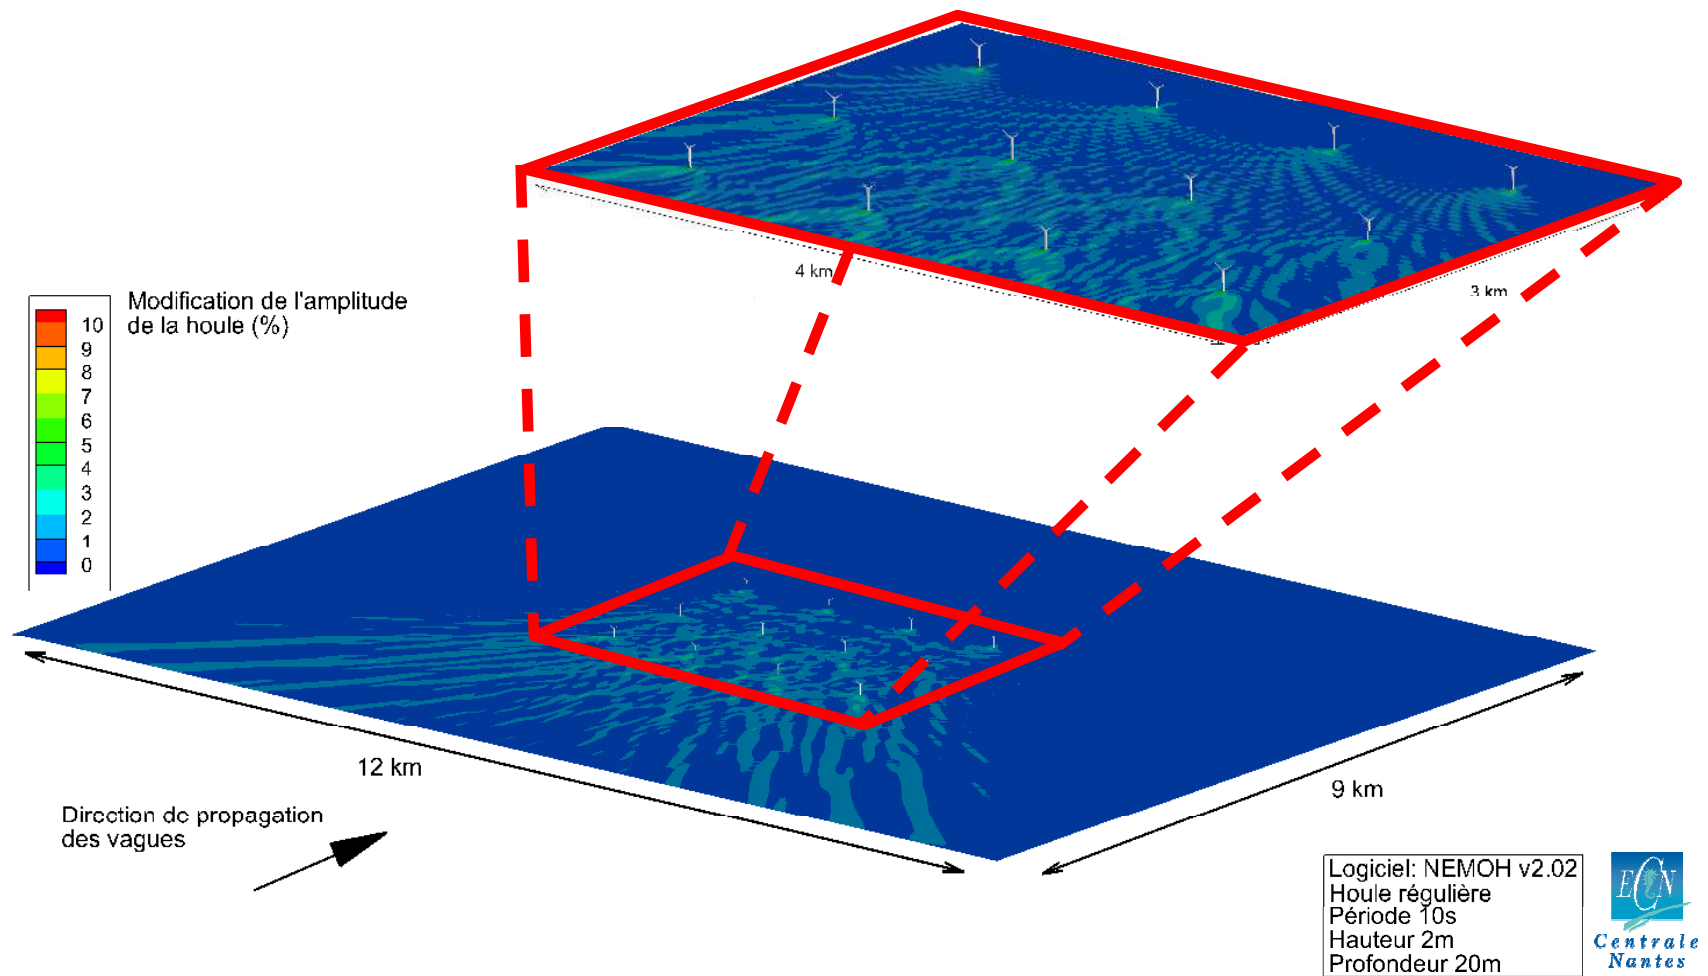 4 km
3 km
Modification de l'amplitude
de la houle (%)
10
9
8
7
6
5
4
3
2
1
0
12 km
9 km
Direction de propagation
des vagues
Logiciel: NEMOH v2.02
Houle régulière
Période 10s
Hauteur 2m
Profondeur 20m
ECN
Centrale
Nantes